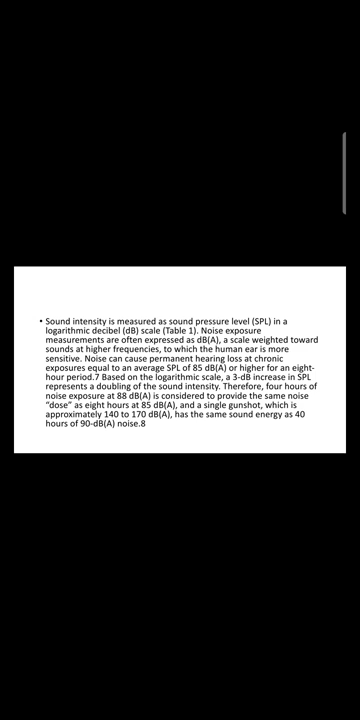 • Sound intensity is measured as sound pressure level (SPL) in a
logarithmic decibel (dB) scale (Table 1). Noise exposure
measurements are often expressed as dB(A), a scale weighted toward
sounds at higher frequencies, to which the human ear is more
sensitive. Noise can cause permanent hearing loss at chronic
exposures equal to an average SPL of 85 dB(A) or higher for an eight-
hour period.7 Based on the logarithmic scale, a 3-dB increase in SPL
represents a doubling of the sound intensity. Therefore, four hours of
noise exposure at 88 dB(A) is considered to provide the same noise
“dose” as eight hours at 85 dB(A), and a single gunshot, which is
approximately 140 to 170 dB(A), has the same sound energy as 40
hours of 90-dB(A) noise.8